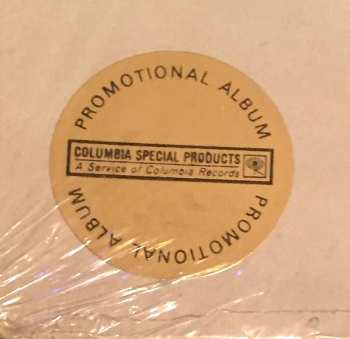 PROMOTIONAL ALBUM
COLUMBIA SPECIAL PRODUCTS
A Service of Columbia Records
PROMOTIONAL ALBUM